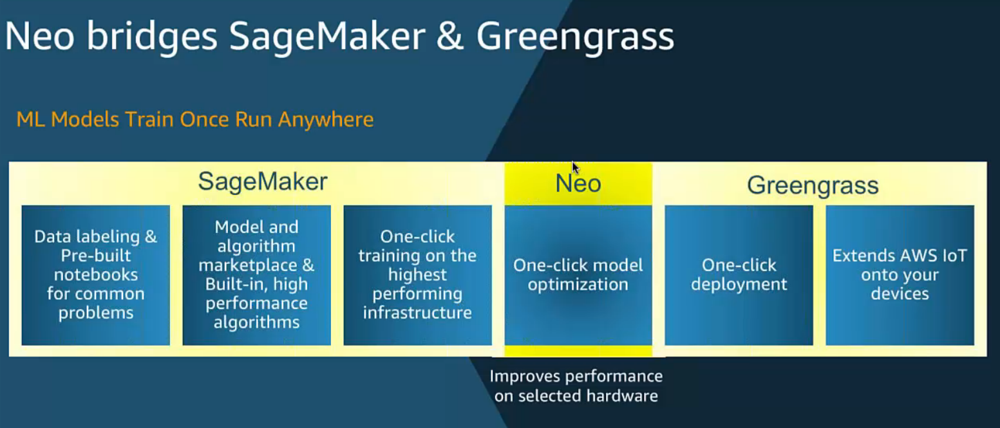 Neo bridges SageMaker & Greengrass
ML Models Train Once Run Anywhere
SageMaker
Data labeling &
Pre-built
notebooks
for common
problems
Model and
algorithm
marketplace &
Built-in, high
performance
algorithms
One-click
training on the
highest
performing
infrastructure
Neo
One-click model
optimization
Improves performance
on selected hardware
Greengrass
One-click
deployment
Extends AWS IoT
onto your
devices